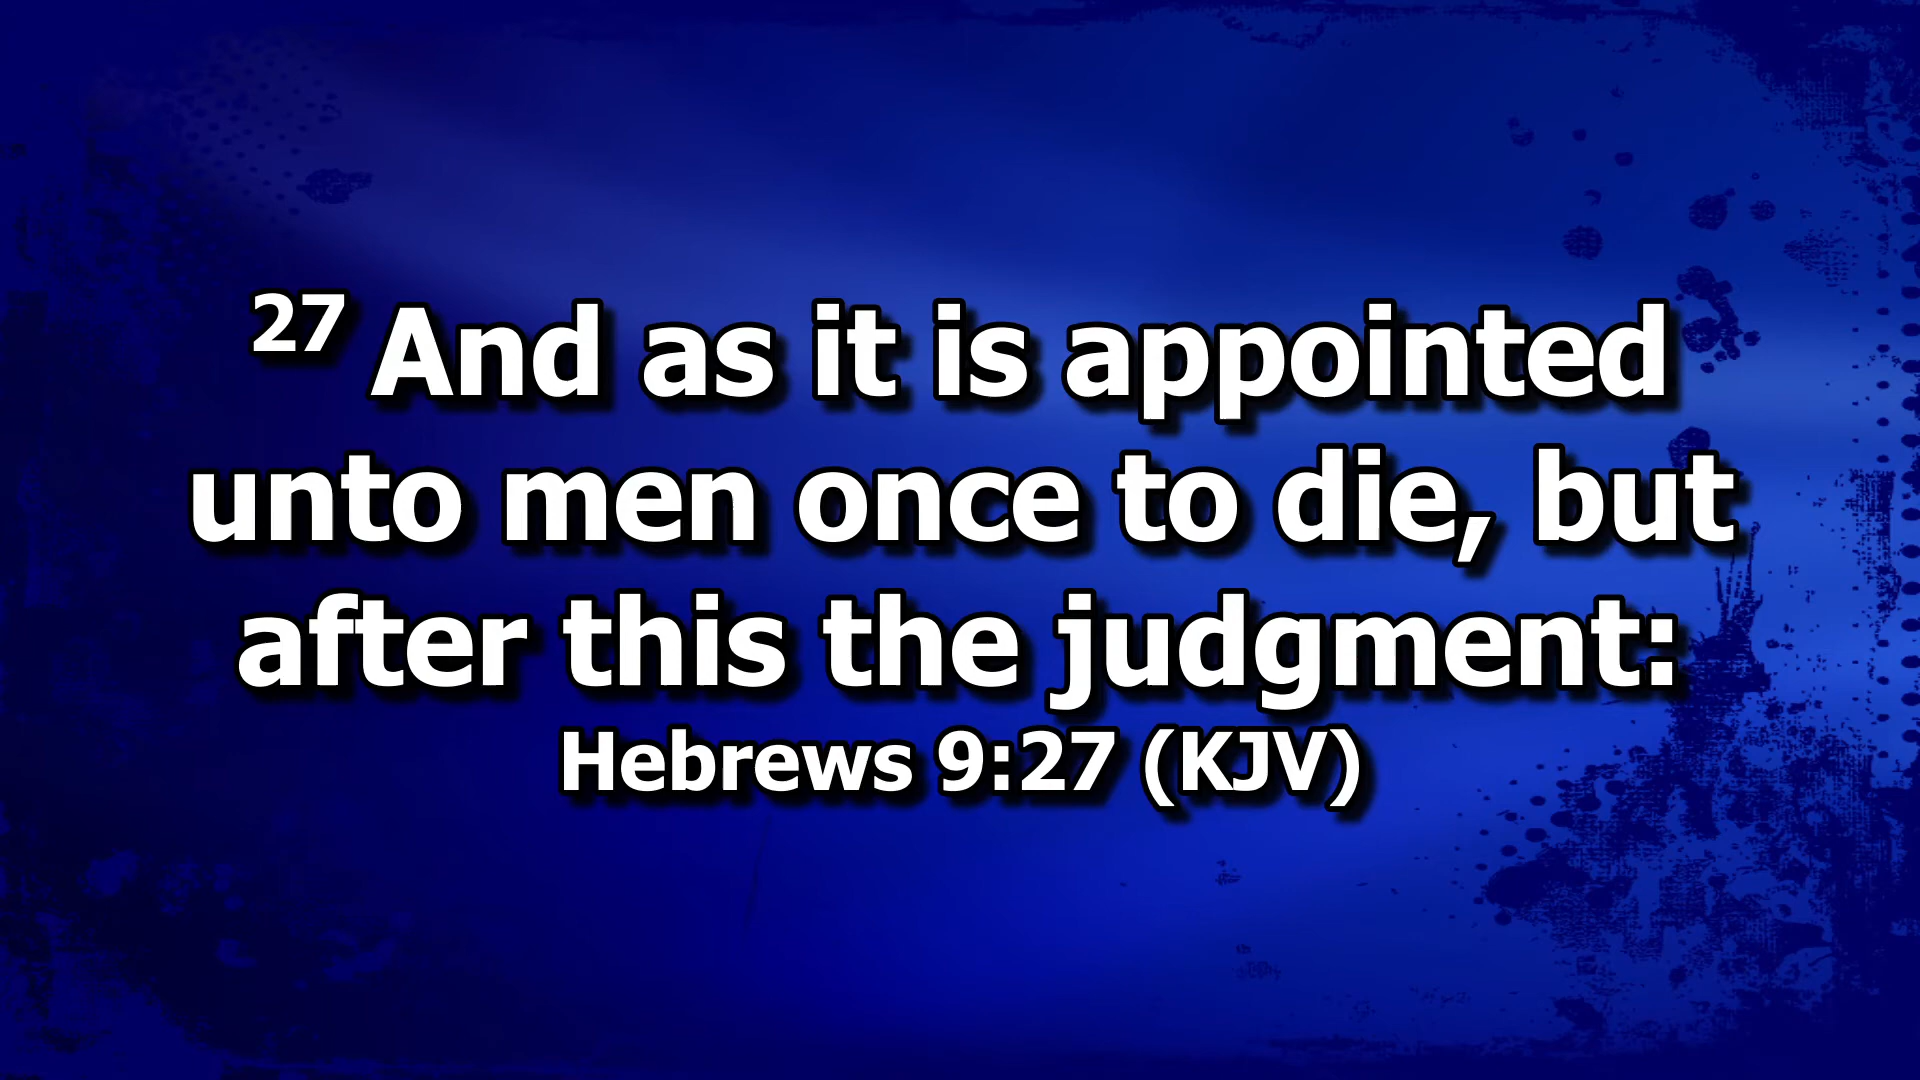 27 And as it is appointed
unto men once to die, but
after this the judgment:
Hebrews 9:27 (KJV)